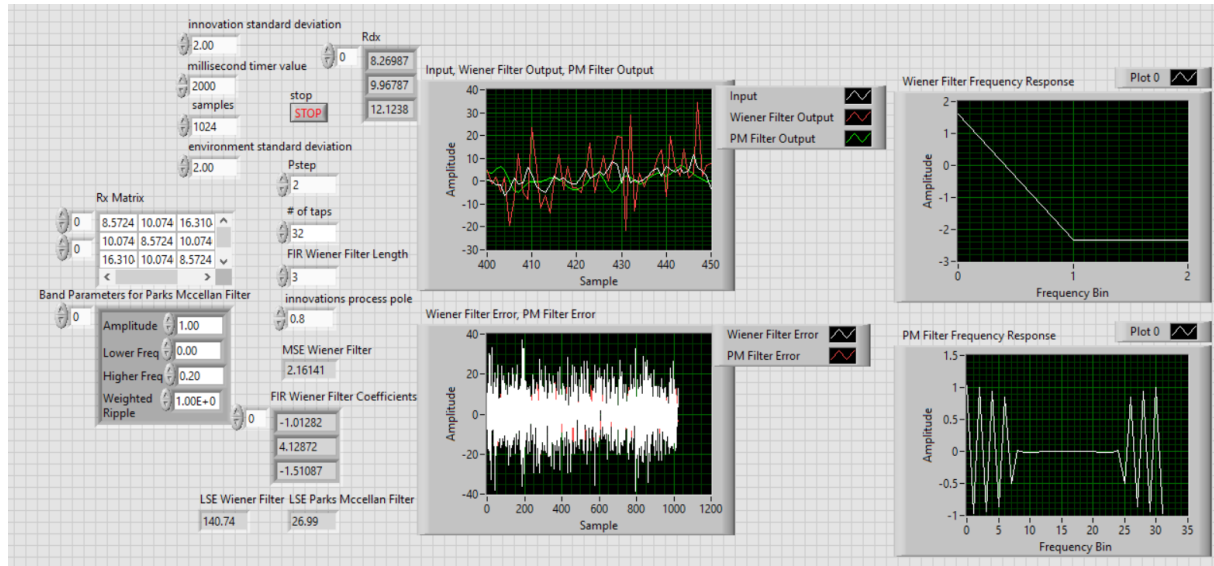 innovation standard deviation
2.00
Rdx
0
8.26987
9.96787
12.1238
millisecond timer value
2000
samples
1024
stop
STOP
environment standard deviation
2.00
Pstep
2
# of taps
32
FIR Wiener Filter Length
3
innovations process pole
0.8
MSE Wiener Filter
2.16141
Rx Matrix
0
0
8.5724 10.074 16.310
10.074 8.5724 10.074
16.310 10.074 8.5724
Band Parameters for Parks Mccellan Filter
0
Amplitude 1.00
Lower Freq 0.00
Higher Freq 0.20
Weighted
Ripple
1.00E+0
FIR Wiener Filter Coefficients
0
-1.01282
4.12872
-1.51087
LSE Wiener Filter LSE Parks Mccellan Filter
140.74 26.99
Input, Wiener Filter Output, PM Filter Output
Input
Wiener Filter Output
PM Filter Output
Amplitude
40
30
20
10
0
-10
-20
-30
400 410 420 430 440 450
Sample
Wiener Filter Error, PM Filter Error
Wiener Filter Error
PM Filter Error
Amplitude
40
20
0
-20
-40
0 200 400 600 800 1000 1200
Sample
Wiener Filter Frequency Response
Plot 0
Amplitude
2
1
0
-1
-2
-3
0 1 2
Frequency Bin
PM Filter Frequency Response
Plot 0
Amplitude
1.5
1
0.5
0
-0.5
-1
0 5 10 15 20 25 30 35
Frequency Bin